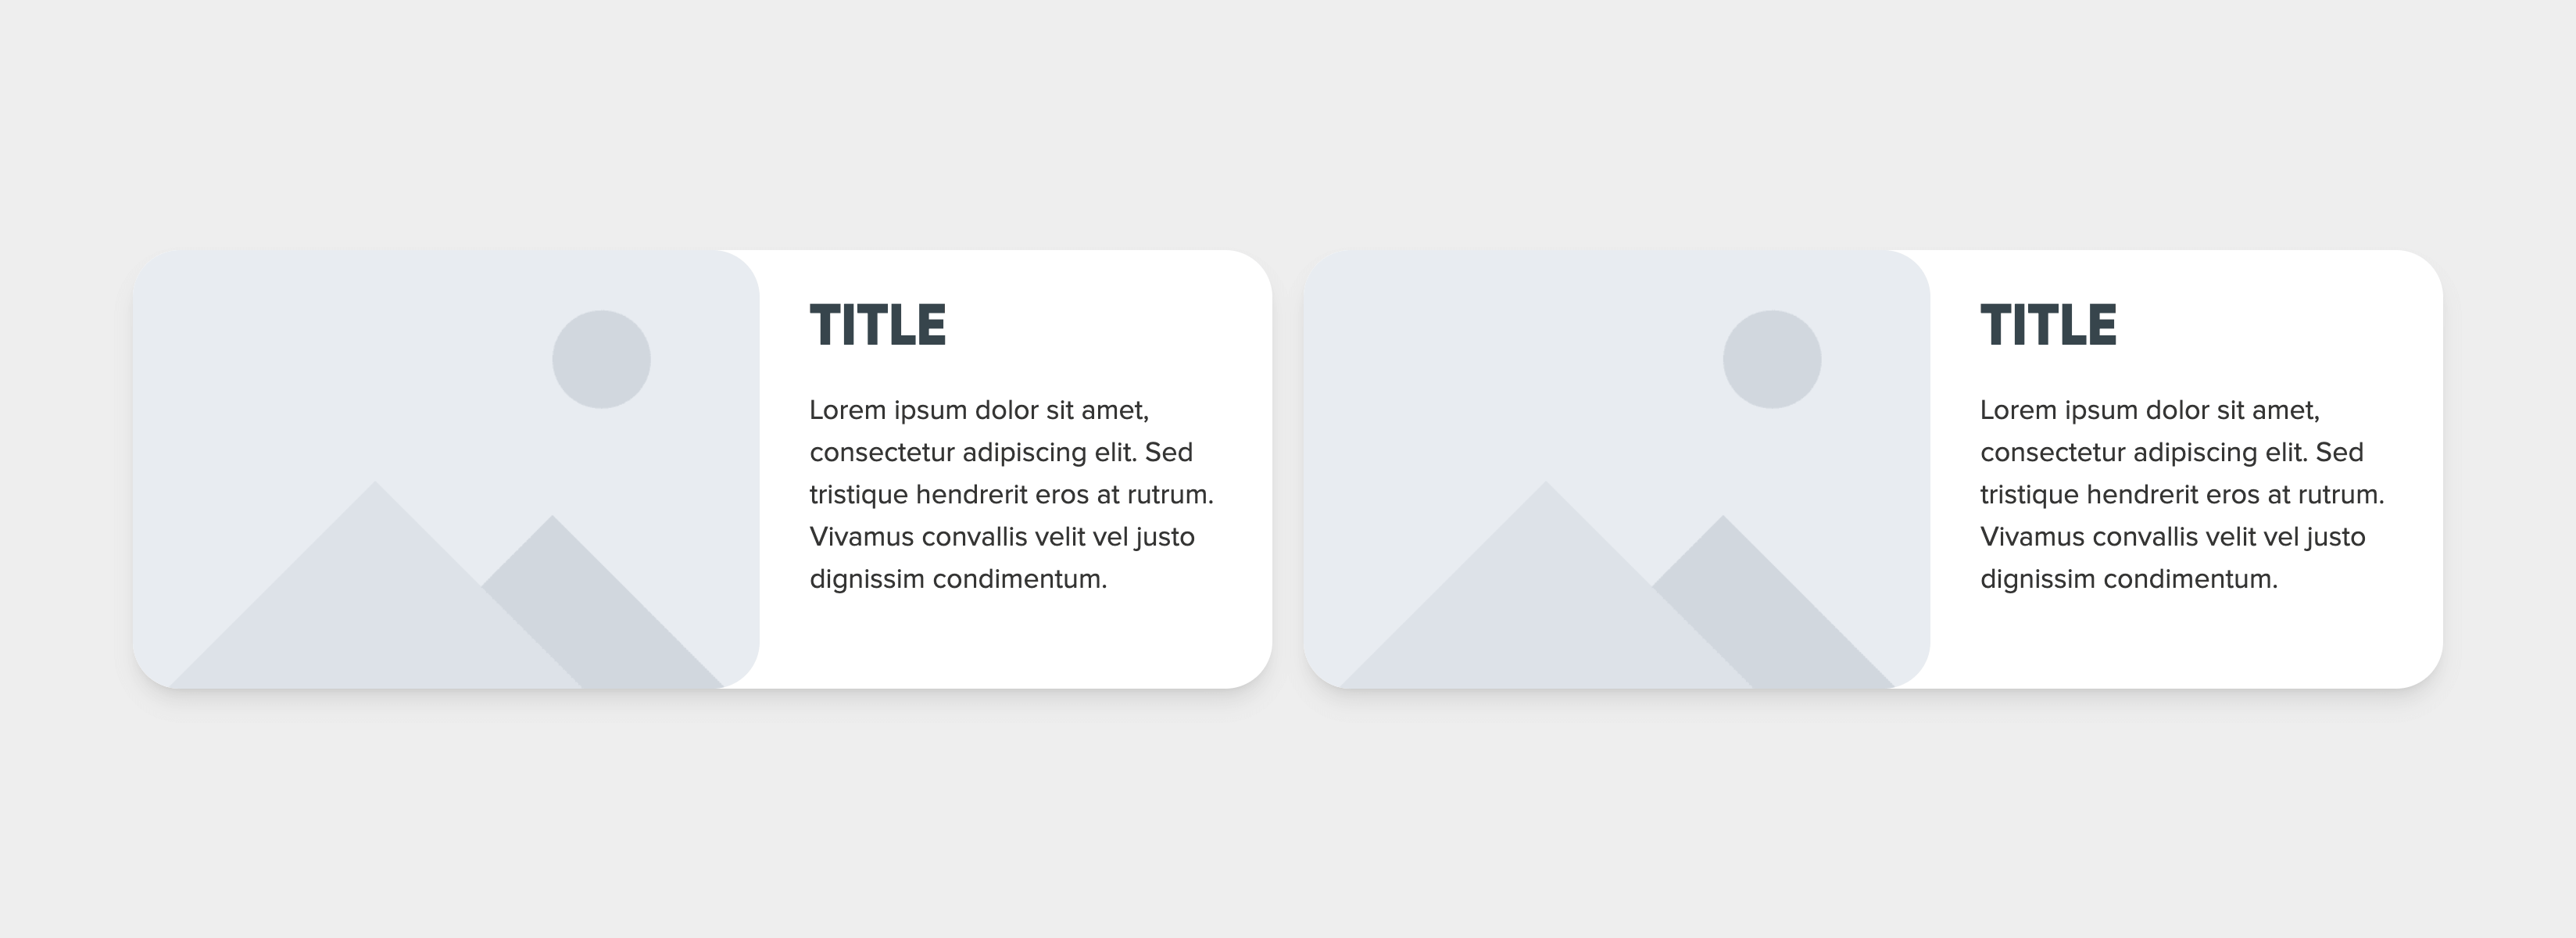 TITLE
Lorem ipsum dolor sit amet,
consectetur adipiscing elit. Sed
tristique hendrerit eros at rutrum.
Vivamus convallis velit vel justo
dignissim condimentum.
TITLE
Lorem ipsum dolor sit amet,
consectetur adipiscing elit. Sed
tristique hendrerit eros at rutrum.
Vivamus convallis velit vel justo
dignissim condimentum.